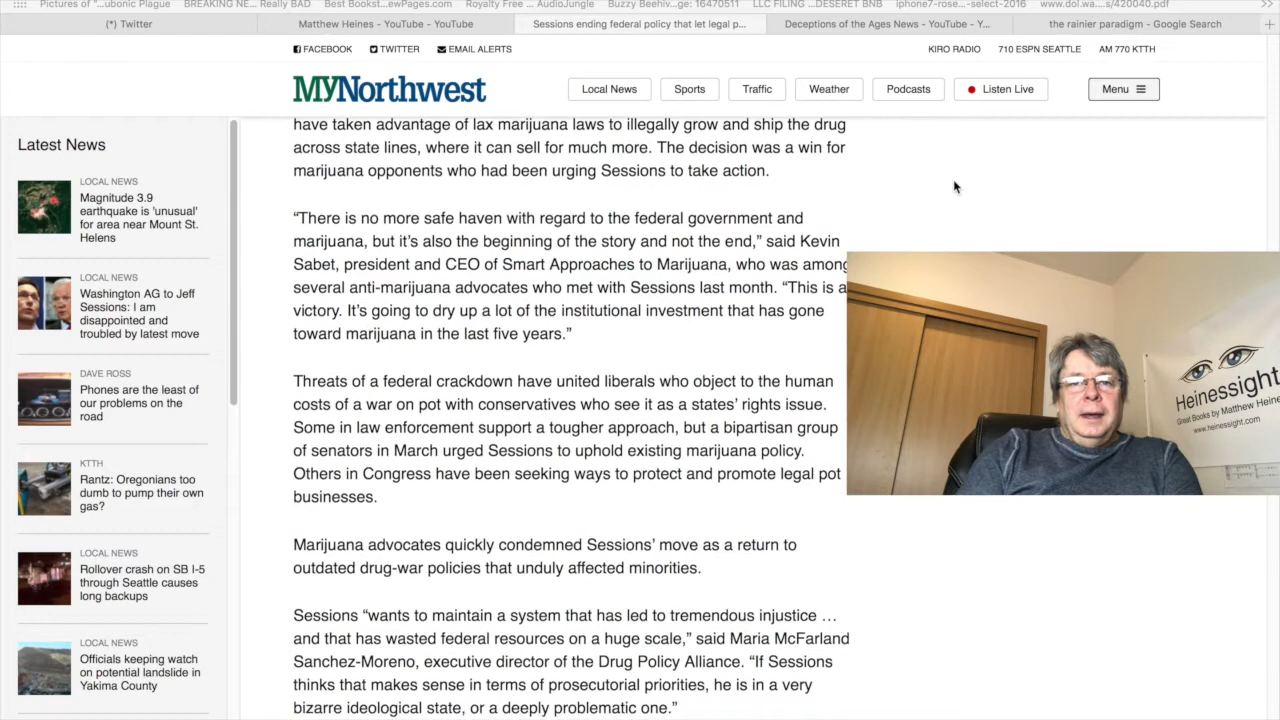 Pictures of "...ubonic Plague
BREAKING NE... Really BAD
Best Bookst...ewPages.com
Royalty Free ... AudioJungle
Buzzy Beehiv...ge: 16470511
LLC FILING ... DESERET BNB
iphone7-rose...-select-2016
www.dol.wa....s/420040.pdf
(*) Twitter
Matthew Heines - YouTube - YouTube
Sessions ending federal policy that let legal p...
Deceptions of the Ages News - YouTube - Y...
the rainier paradigm - Google Search
FACEBOOK
TWITTER
EMAIL ALERTS
KIRO RADIO
710 ESPN SEATTLE
AM 770 KTTH
MYNorthwest
Local News
Sports
Traffic
Weather
Podcasts
Listen Live
Menu
Latest News
LOCAL NEWS
Magnitude 3.9
earthquake is 'unusual'
for area near Mount St.
Helens
LOCAL NEWS
Washington AG to Jeff
Sessions: I am
disappointed and
troubled by latest move
DAVE ROSS
Phones are the least of
our problems on the
road
KTTH
Rantz: Oregonians too
dumb to pump their own
gas?
LOCAL NEWS
Rollover crash on SB I-5
through Seattle causes
long backups
LOCAL NEWS
Officials keeping watch
on potential landslide in
Yakima County
have taken advantage of lax marijuana laws to illegally grow and ship the drug
across state lines, where it can sell for much more. The decision was a win for
marijuana opponents who had been urging Sessions to take action.
“There is no more safe haven with regard to the federal government and
marijuana, but it’s also the beginning of the story and not the end,” said Kevin
Sabet, president and CEO of Smart Approaches to Marijuana, who was among
several anti-marijuana advocates who met with Sessions last month. “This is a
victory. It’s going to dry up a lot of the institutional investment that has gone
toward marijuana in the last five years.”
Threats of a federal crackdown have united liberals who object to the human
costs of a war on pot with conservatives who see it as a states’ rights issue.
Some in law enforcement support a tougher approach, but a bipartisan group
of senators in March urged Sessions to uphold existing marijuana policy.
Others in Congress have been seeking ways to protect and promote legal pot
businesses.
Marijuana advocates quickly condemned Sessions’ move as a return to
outdated drug-war policies that unduly affected minorities.
Sessions “wants to maintain a system that has led to tremendous injustice …
and that has wasted federal resources on a huge scale,” said Maria McFarland
Sanchez-Moreno, executive director of the Drug Policy Alliance. “If Sessions
thinks that makes sense in terms of prosecutorial priorities, he is in a very
bizarre ideological state, or a deeply problematic one.”
Heinessight
Great Books by Matthew Heine
www.heinessight.com